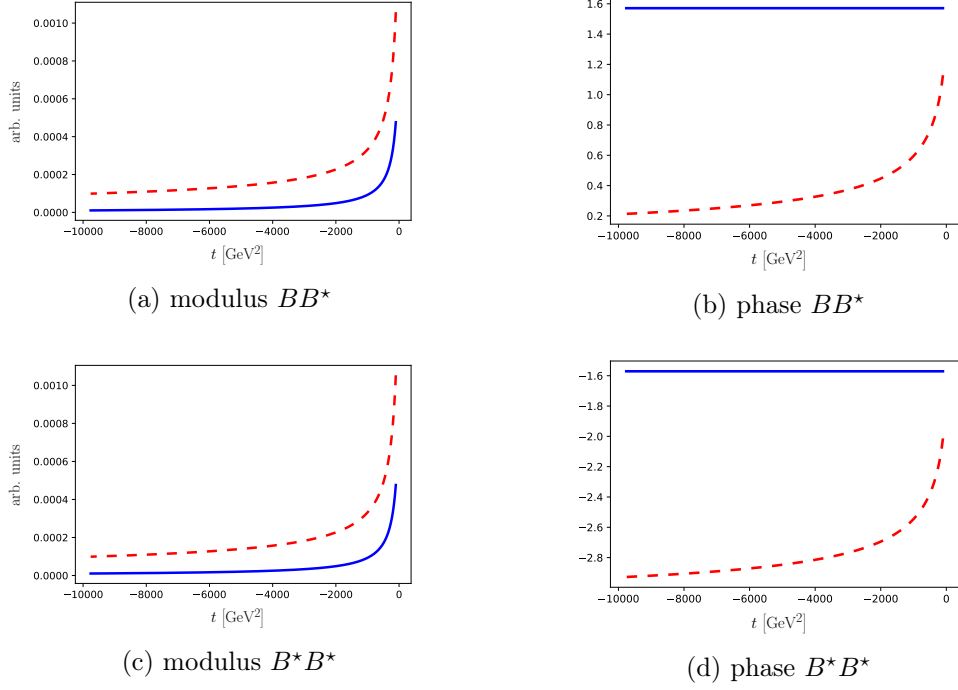 0.0010
0.0008
0.0006
0.0004
0.0002
0.0000
arb. units
−10000 −8000 −6000 −4000 −2000 0
t [GeV²]
(a) modulus BB⋆
1.6
1.4
1.2
1.0
0.8
0.6
0.4
0.2
−10000 −8000 −6000 −4000 −2000 0
t [GeV²]
(b) phase BB⋆
0.0010
0.0008
0.0006
0.0004
0.0002
0.0000
arb. units
−10000 −8000 −6000 −4000 −2000 0
t [GeV²]
(c) modulus B⋆B⋆
−1.6
−1.8
−2.0
−2.2
−2.4
−2.6
−2.8
−10000 −8000 −6000 −4000 −2000 0
t [GeV²]
(d) phase B⋆B⋆